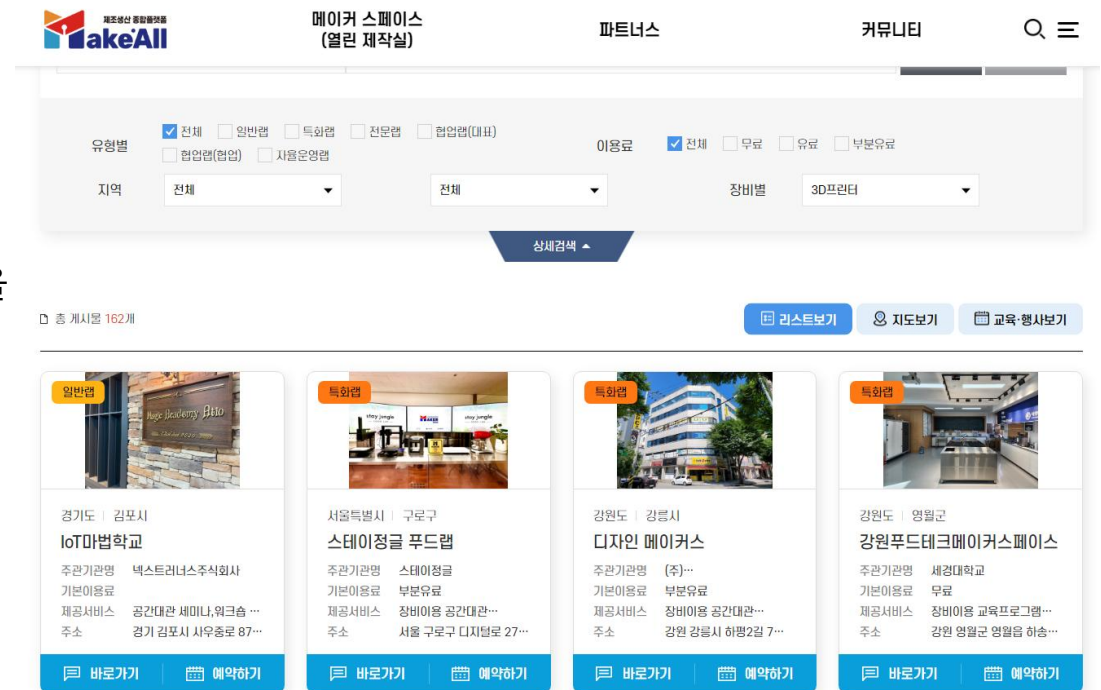 제조생산 종합플랫폼
MakeAll
메이커 스페이스
(열린 제작실)
파트너스
커뮤니티
유형별
전체 일반랩 특화랩 전문랩 협업랩(대표)
협업랩(협업) 자율운영랩
이용료 전체 무료 유료 부분유료
지역 전체 전체 장비별 3D프린터
상세검색
을
총 게시물 162개
리스트보기 지도보기 교육·행사보기
일반랩
Magic Academy
경기도 김포시
IoT마법학교
주관기관명 넥스트러너스주식회사
기본이용료
제공서비스 공간대관 세미나,워크숍 …
주소 경기 김포시 사우중로 87…
바로가기 예약하기
특화랩
stay jungle
stay jungle
서울특별시 구로구
스테이정글 푸드랩
주관기관명 스테이정글
기본이용료 부분유료
제공서비스 장비이용 공간대관…
주소 서울 구로구 디지털로 27…
바로가기 예약하기
특화랩
강원도 강릉시
디자인 메이커스
주관기관명 (주)…
기본이용료 부분유료
제공서비스 장비이용 공간대관…
주소 강원 강릉시 하평2길 7…
바로가기 예약하기
특화랩
강원도 영월군
강원푸드테크메이커스페이스
주관기관명 세경대학교
기본이용료 무료
제공서비스 장비이용 교육프로그램…
주소 강원 영월군 영월읍 하송…
바로가기 예약하기